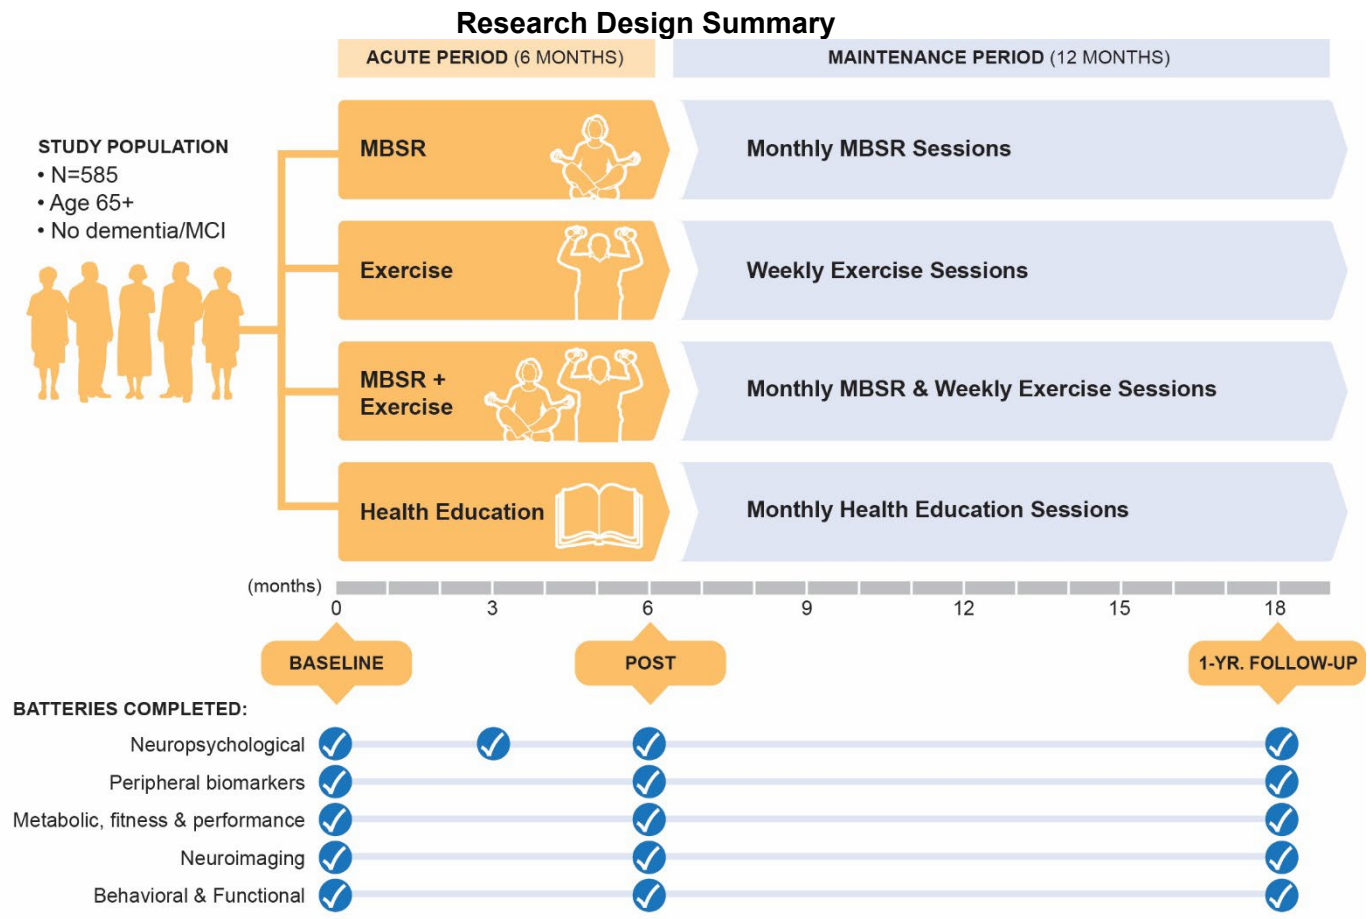 Research Design Summary
ACUTE PERIOD (6 MONTHS)
MAINTENANCE PERIOD (12 MONTHS)
STUDY POPULATION
• N=585
• Age 65+
• No dementia/MCI
MBSR
Monthly MBSR Sessions
Exercise
Weekly Exercise Sessions
MBSR +
Exercise
Monthly MBSR & Weekly Exercise Sessions
Health Education
Monthly Health Education Sessions
(months)
0 3 6 9 12 15 18
BASELINE
POST
1-YR. FOLLOW-UP
BATTERIES COMPLETED:
Neuropsychological
Peripheral biomarkers
Metabolic, fitness & performance
Neuroimaging
Behavioral & Functional